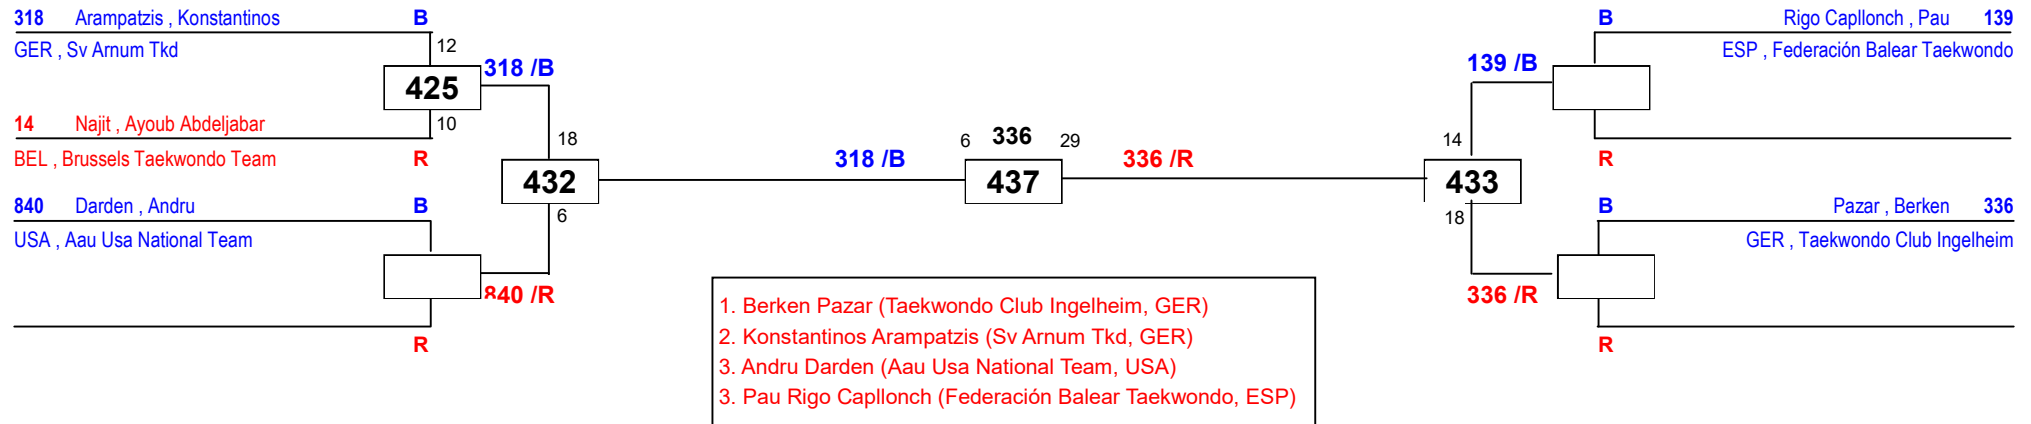 318 Arampatzis , Konstantinos B
GER , Sv Arnum Tkd
12
425
318 /B
10
14 Najit , Ayoub Abdeljabar
BEL , Brussels Taekwondo Team R
18
432
6
840 Darden , Andru B
USA , Aau Usa National Team
840 /R
R
318 /B
6 336 29
437
336 /R
B Rigo Capllonch , Pau 139
ESP , Federación Balear Taekwondo
139 /B
R
14
433
18
B Pazar , Berken 336
GER , Taekwondo Club Ingelheim
336 /R
R
1. Berken Pazar (Taekwondo Club Ingelheim, GER)
2. Konstantinos Arampatzis (Sv Arnum Tkd, GER)
3. Andru Darden (Aau Usa National Team, USA)
3. Pau Rigo Capllonch (Federación Balear Taekwondo, ESP)